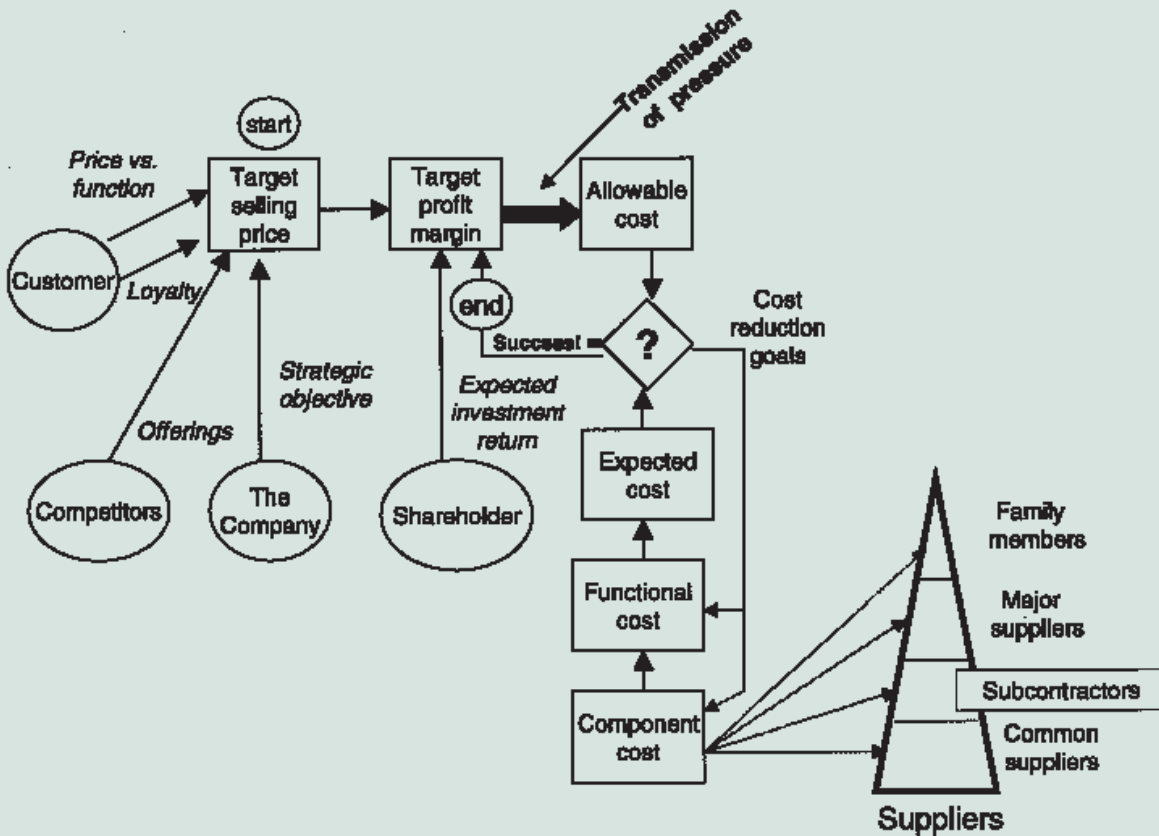 Transmission
of pressure
start
Price vs.
function
Target
selling
price
Target
profit
margin
Allowable
cost
Customer
Loyalty
end
Success!
?
Cost
reduction
goals
Strategic
objective
Expected
investment
return
Offerings
Competitors
The
Company
Shareholder
Expected
cost
Functional
cost
Component
cost
Family
members
Major
suppliers
Subcontractors
Common
suppliers
Suppliers